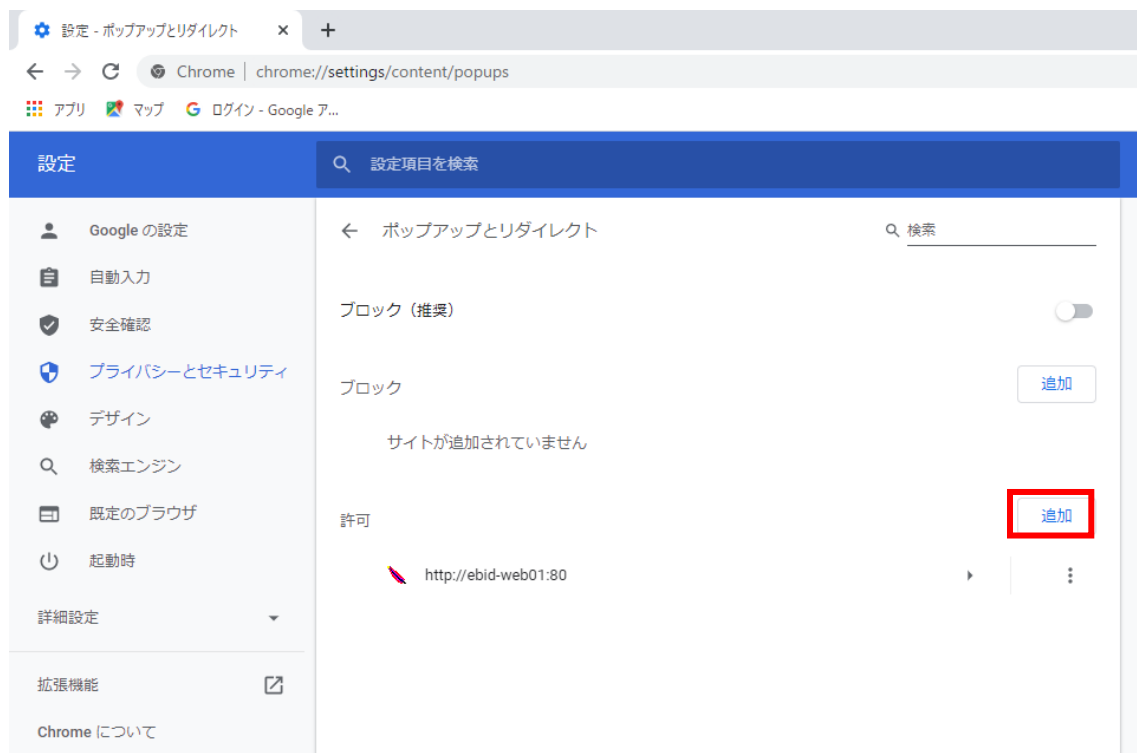 設定 - ポップアップとリダイレクト
Chrome | chrome://settings/content/popups
アプリ マップ G ログイン - Google ア...
設定 設定項目を検索
Google の設定
自動入力
安全確認
プライバシーとセキュリティ
デザイン
検索エンジン
既定のブラウザ
起動時
詳細設定
拡張機能
Chrome について
ポップアップとリダイレクト 検索
ブロック（推奨）
ブロック 追加
サイトが追加されていません
許可 追加
http://ebid-web01:80